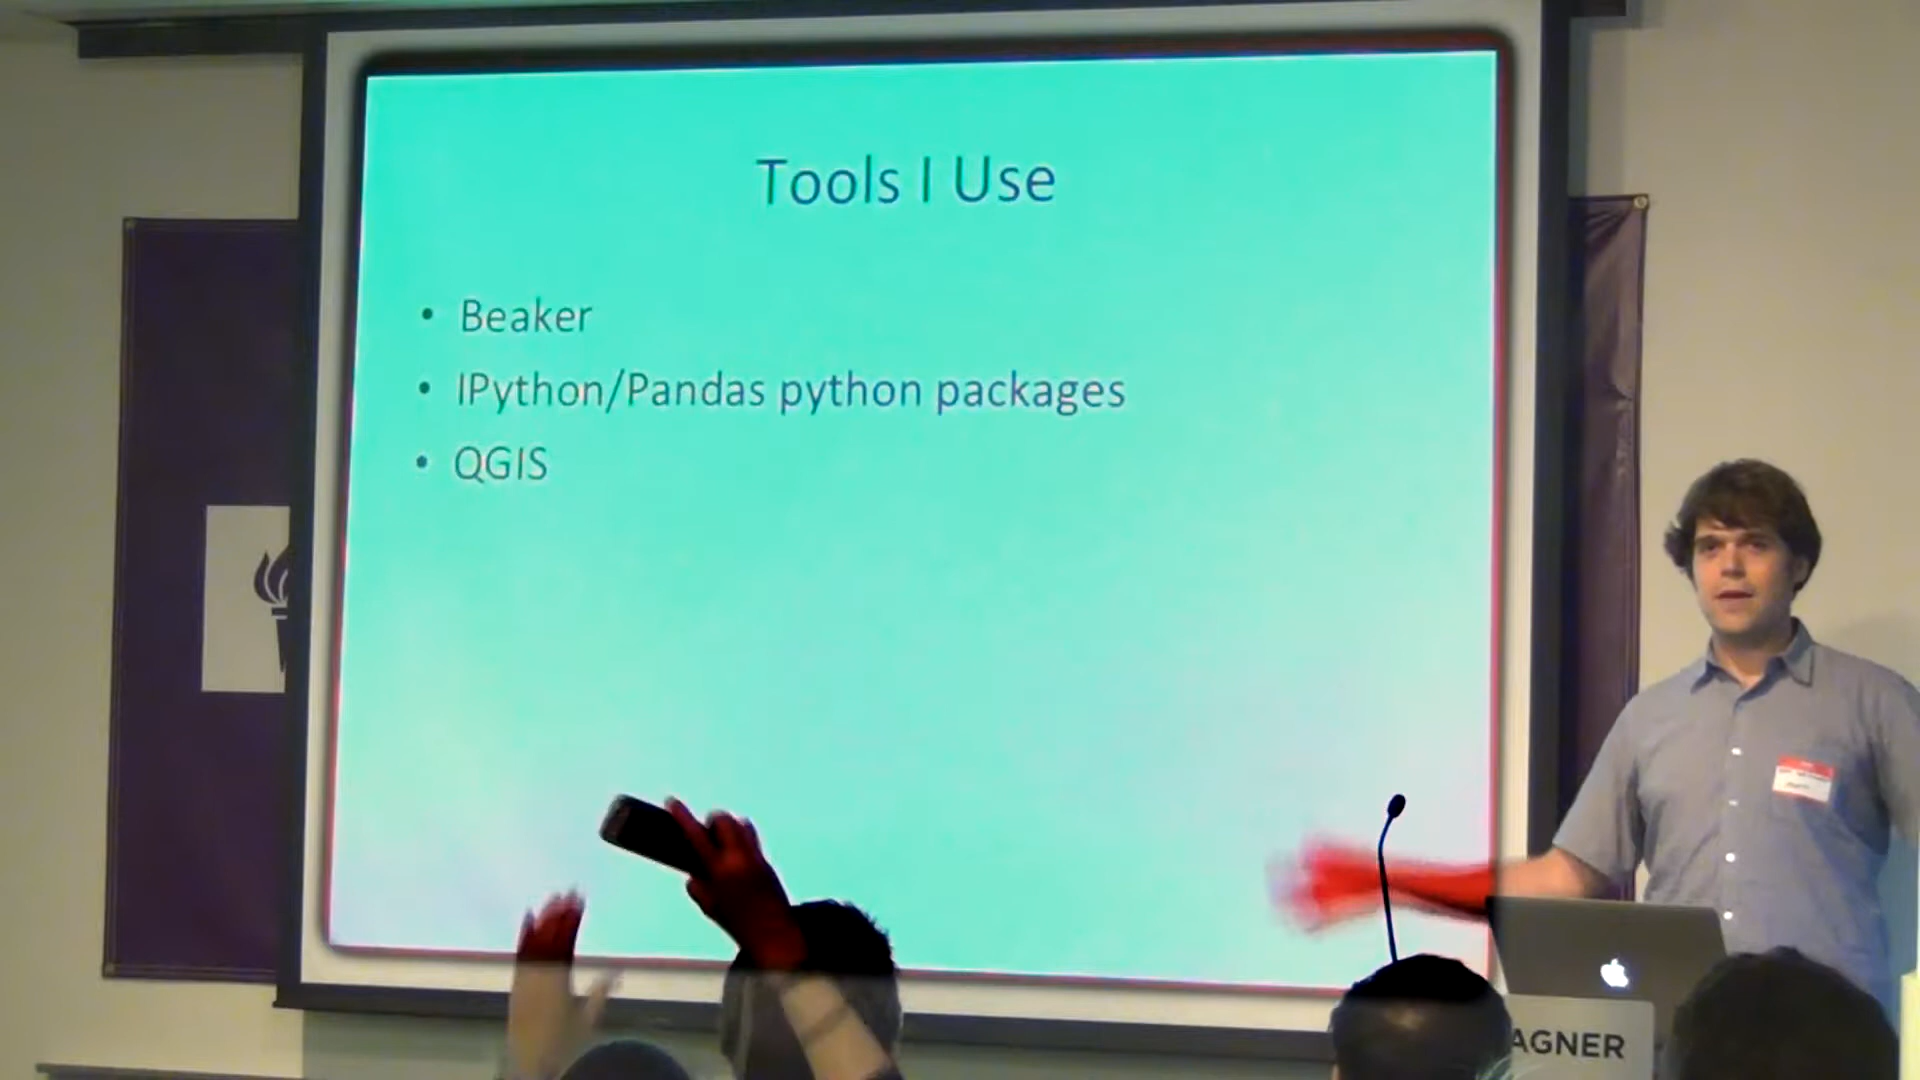 Tools I Use
• Beaker
• IPython/Pandas python packages
• QGIS
AGNER